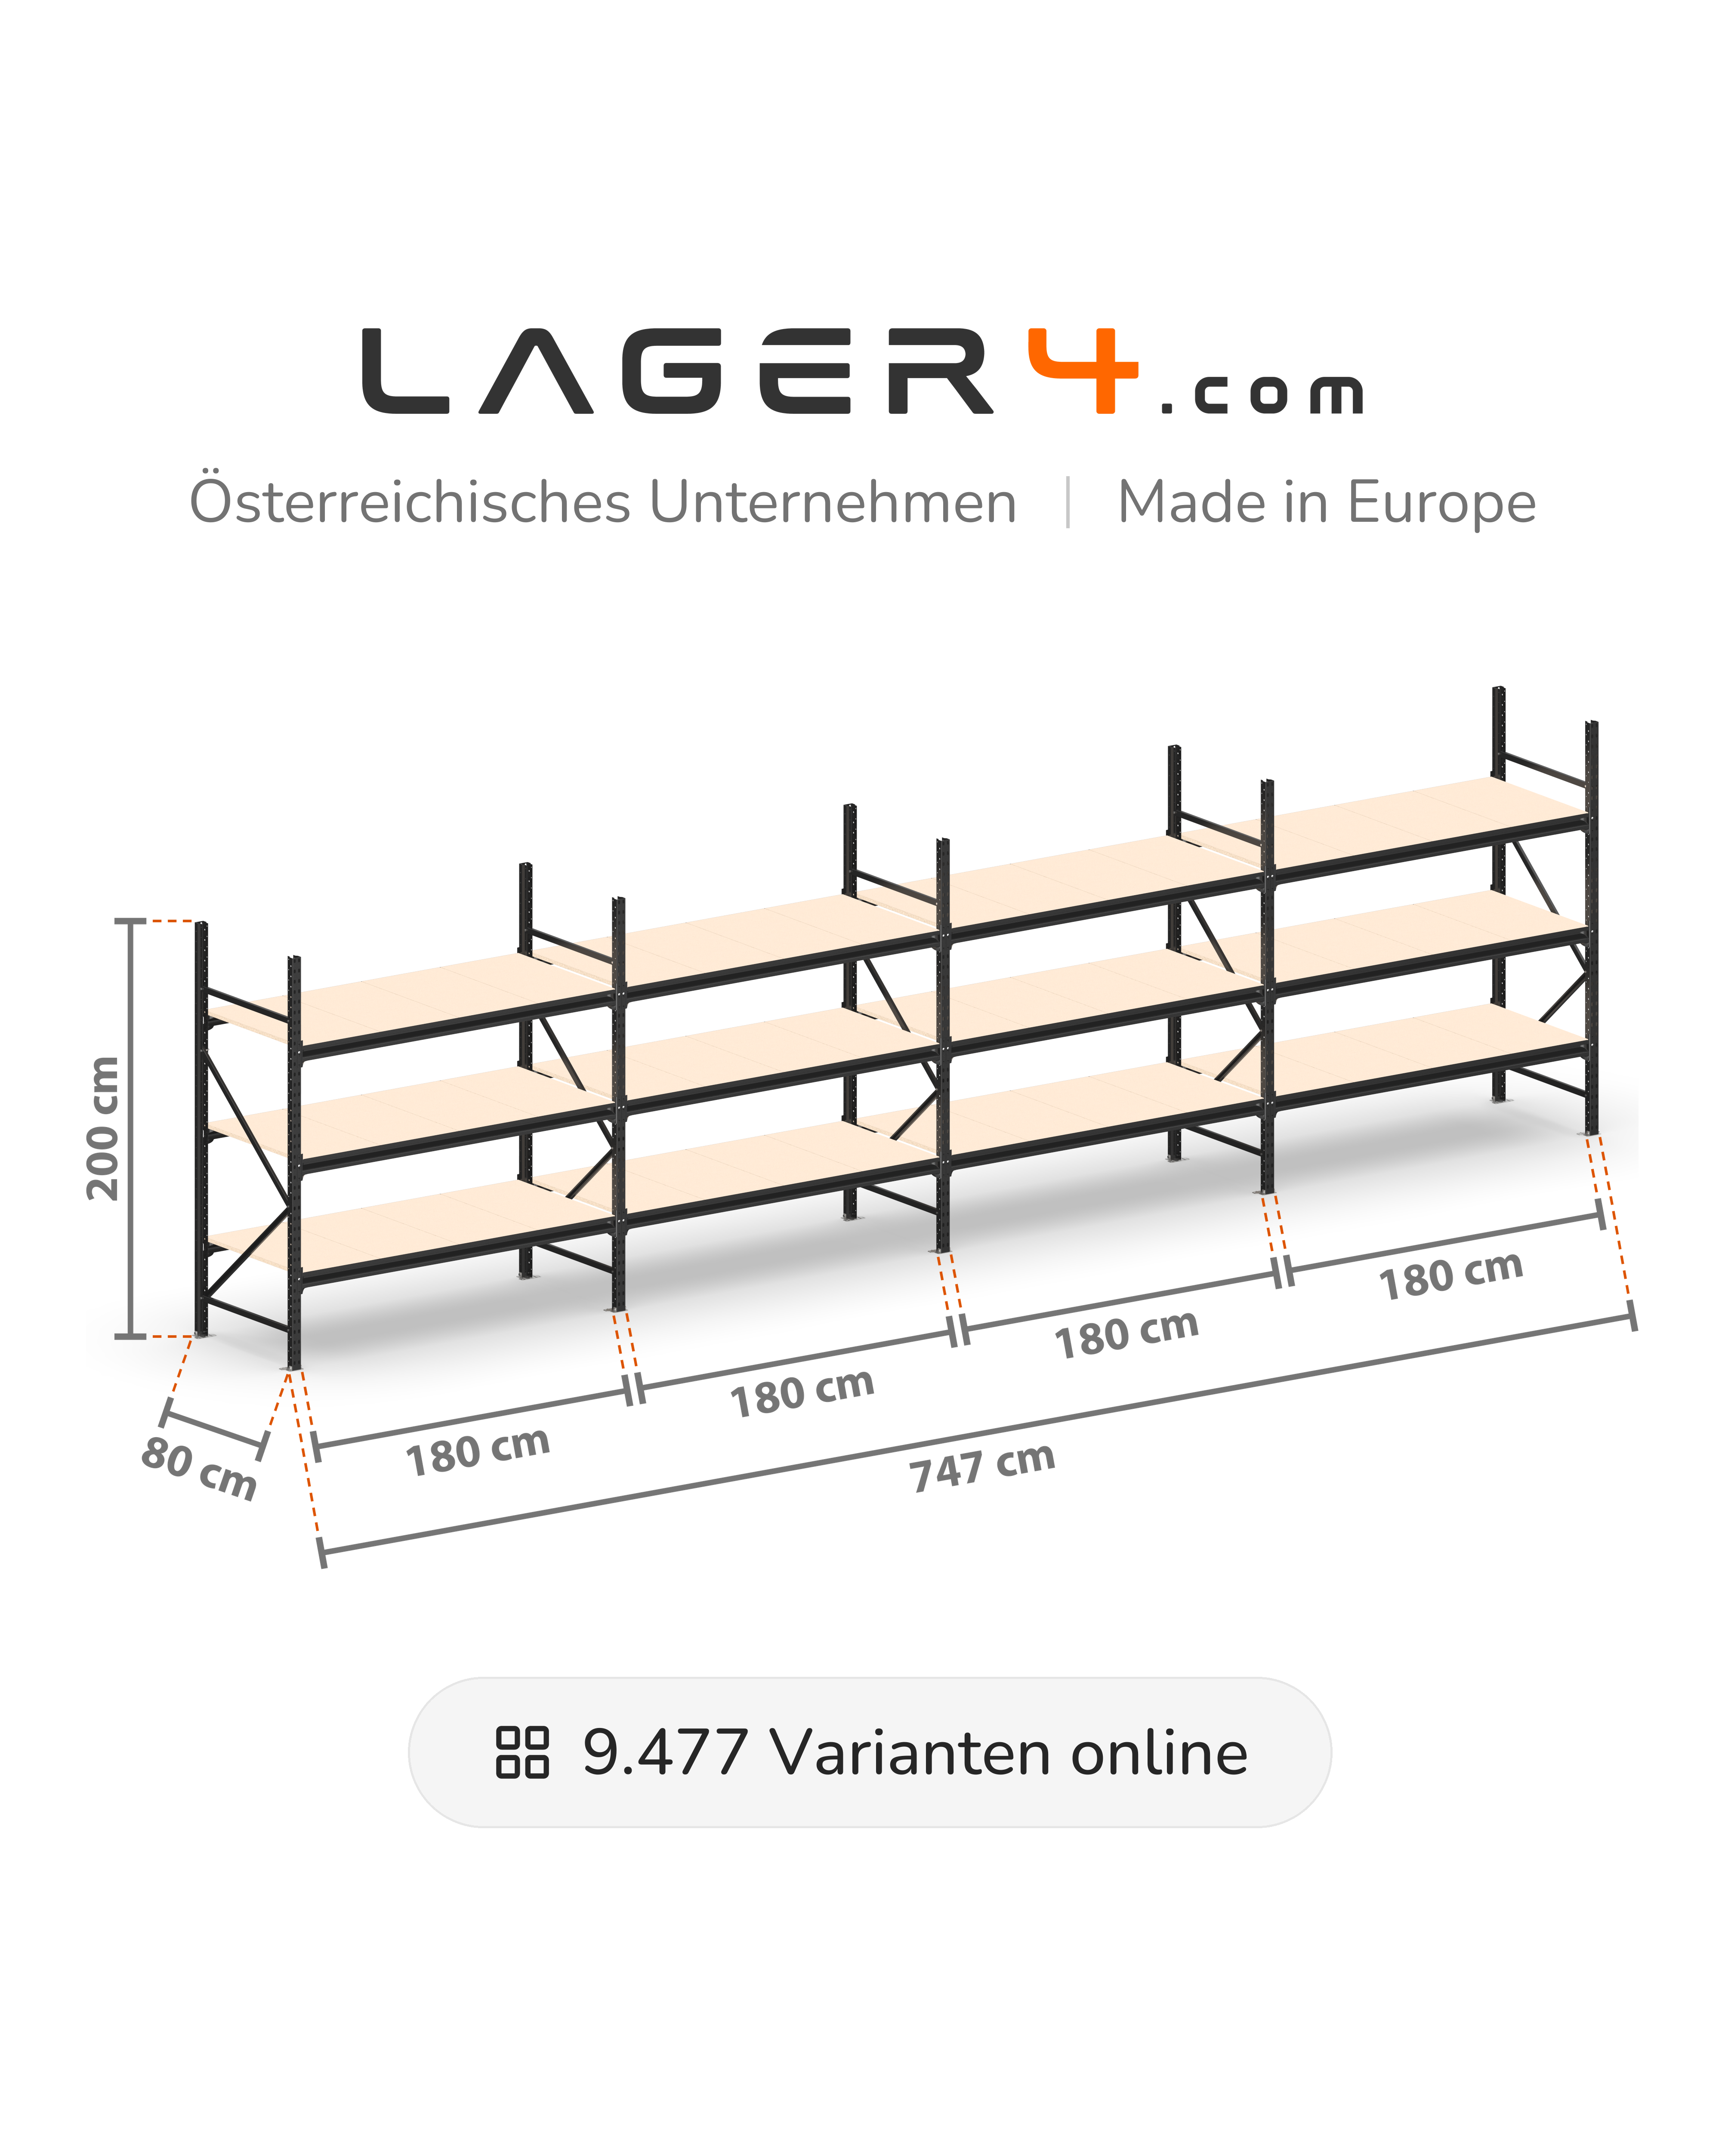 LAGER4.com
Österreichisches Unternehmen | Made in Europe
200 cm
80 cm
180 cm
180 cm
180 cm
180 cm
747 cm
9.477 Varianten online